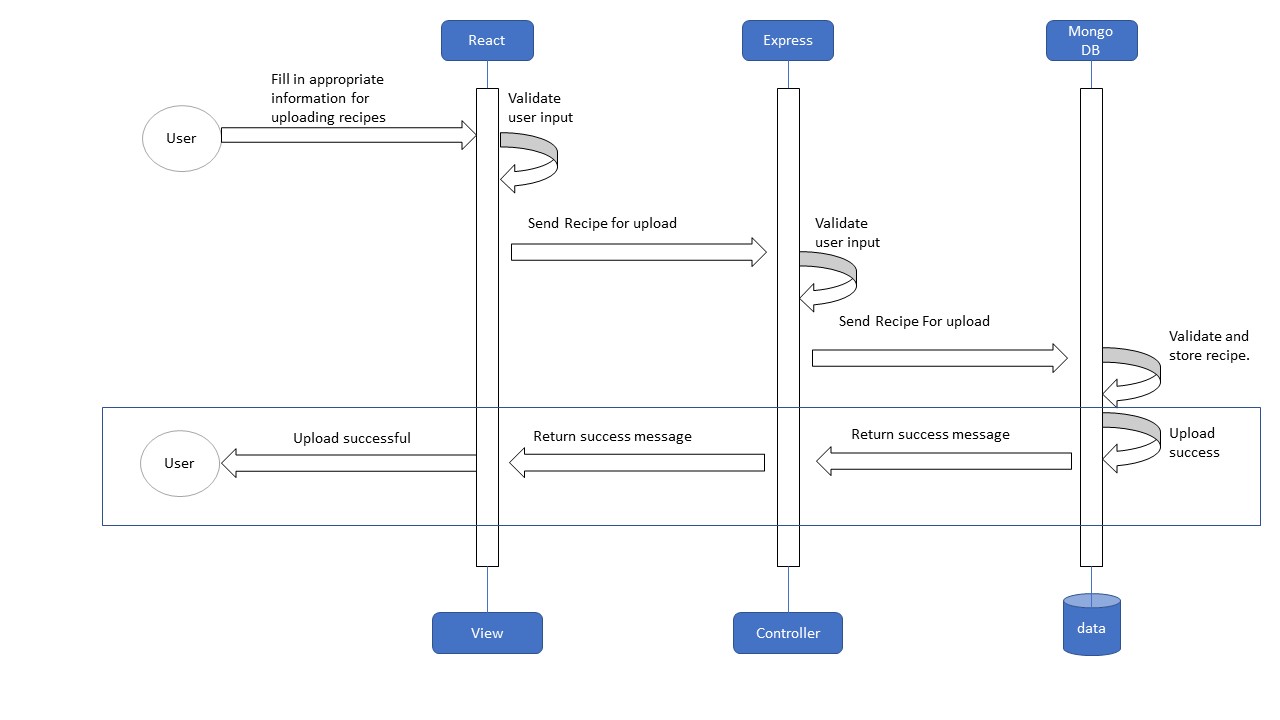 React
Express
Mongo
DB
Fill in appropriate
information for
uploading recipes
Validate
user input
User
Send Recipe for upload
Validate
user input
Send Recipe For upload
Validate and
store recipe.
User
Upload successful
Return success message
Return success message
Upload
success
View
Controller
data